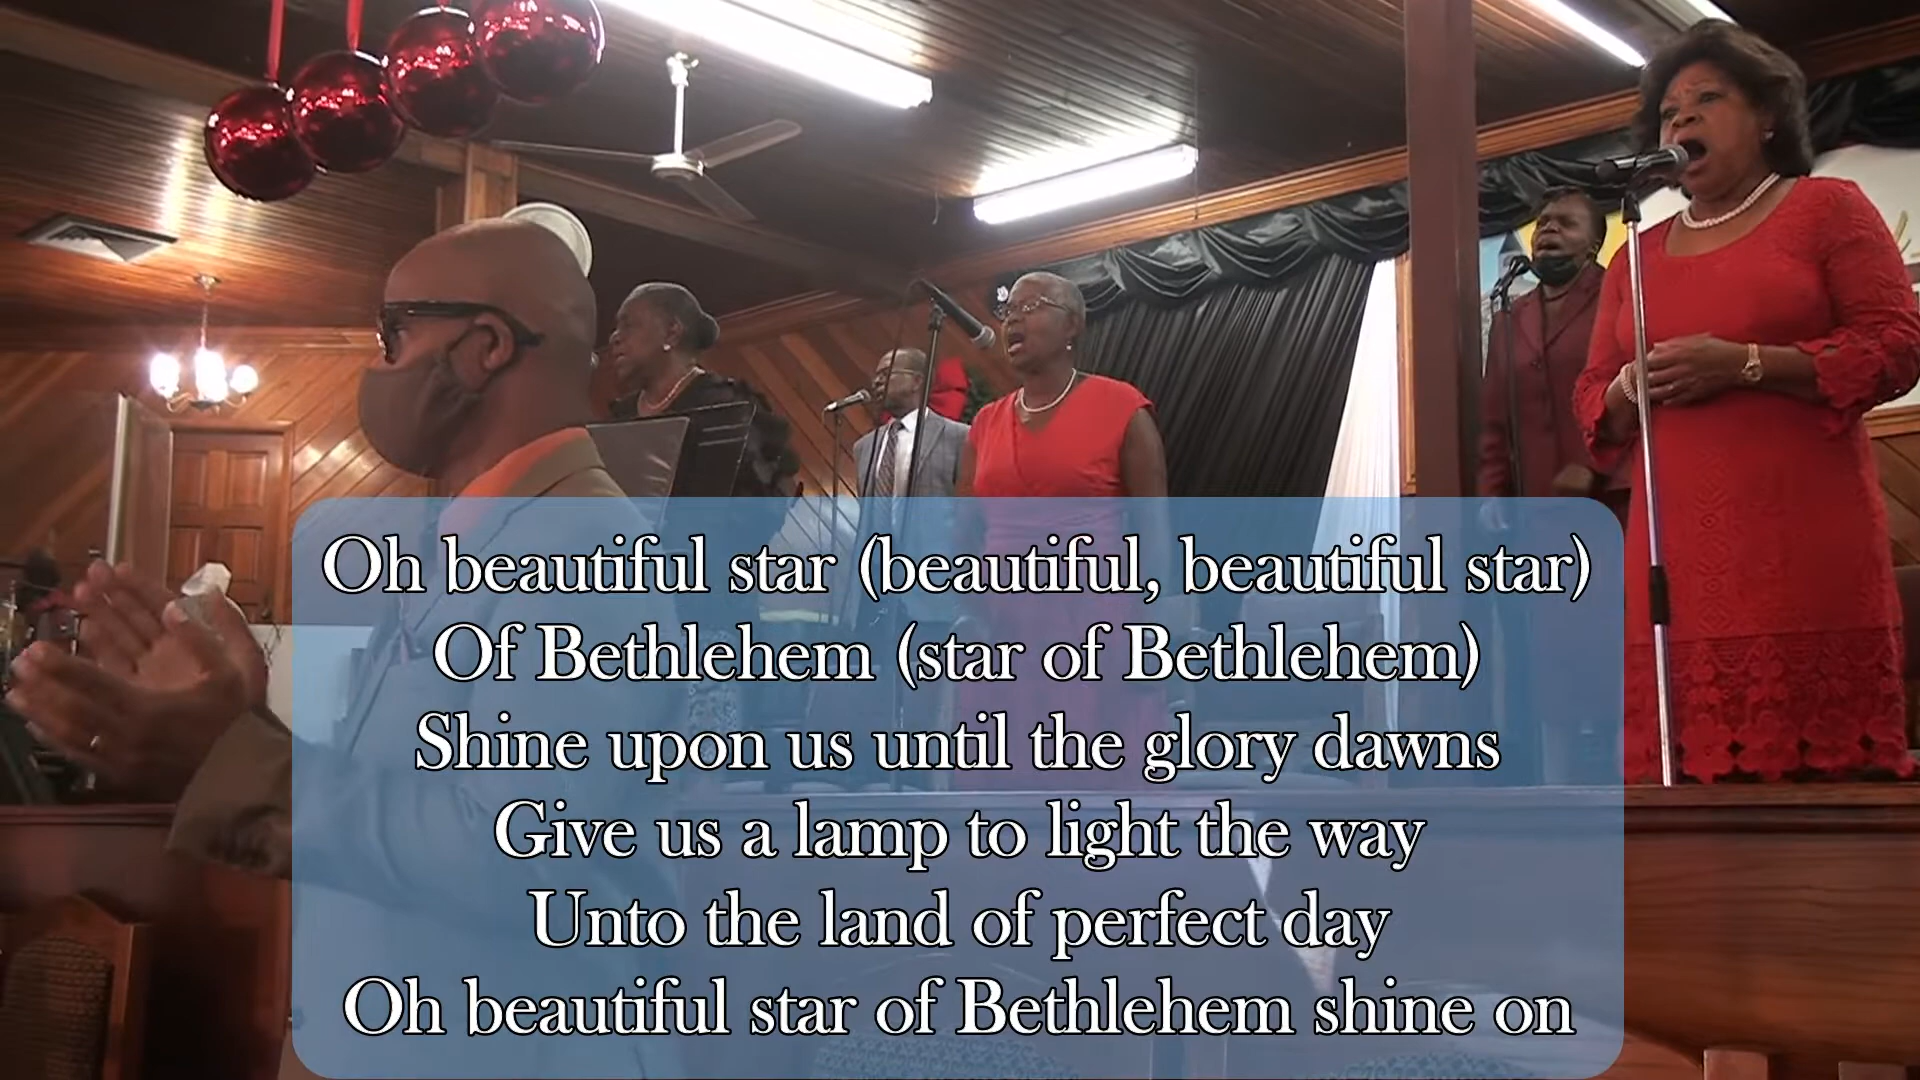 Oh beautiful star (beautiful, beautiful star)
Of Bethlehem (star of Bethlehem)
Shine upon us until the glory dawns
Give us a lamp to light the way
Unto the land of perfect day
Oh beautiful star of Bethlehem shine on